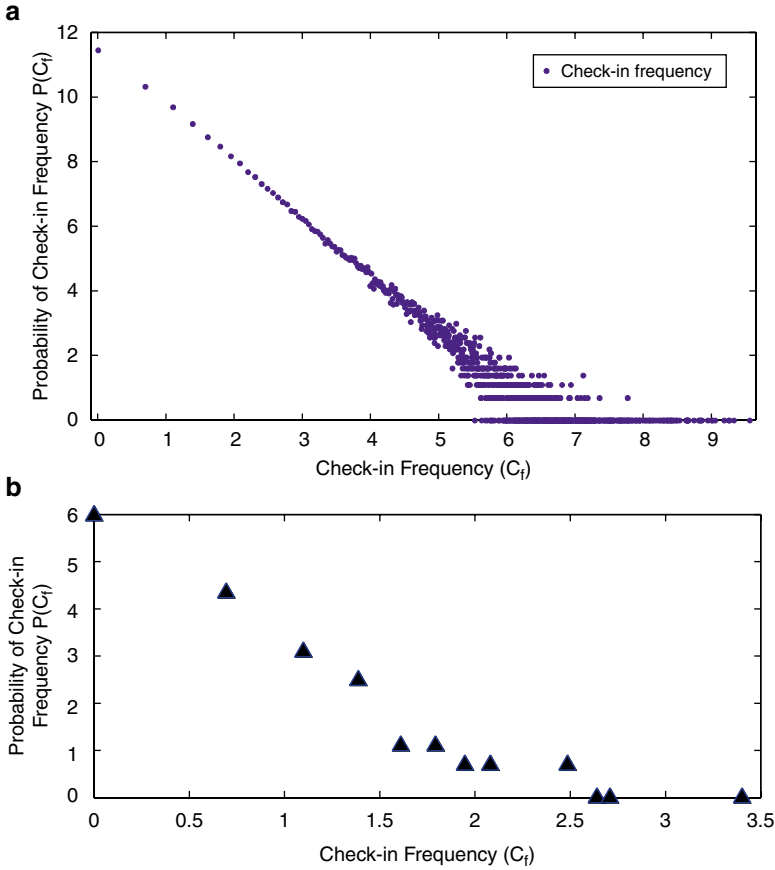 a
12
10
8
6
4
2
0
Probability of Check-in Frequency P(Cf)
Check-in frequency
0 1 2 3 4 5 6 7 8 9
Check-in Frequency (Cf)
b
6
5
4
3
2
1
0
Probability of Check-in
Frequency P(Cf)
0 0.5 1 1.5 2 2.5 3 3.5
Check-in Frequency (Cf)